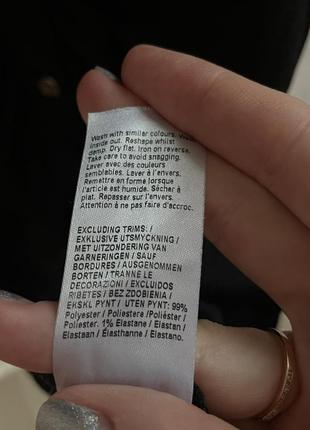 Wash with similar colours. Wash
inside out. Reshape whilst
damp. Dry flat. Iron on reverse.
Take care to avoid snagging.
Laver avec des couleurs
semblables. Laver à l'envers.
Remettre en forme lorsque
l'article est humide. Sécher à
plat. Repasser sur l'envers.
Attention à ne pas faire d'accroc.
EXCLUDING TRIMS: /
EXKLUSIVE UTSMYCKNING /
MET UITZONDERING VAN
GARNERINGEN / SAUF
BORDURES / AUSGENOMMEN
BORTEN / TRANNE LE
DECORAZIONI / EXCLUIDOS
RIBETES / BEZ ZDOBIENIA /
EKSKL PYNT / UTEN PYNT: 99%
Polyester / Poliestere /Poliéster /
Poliester. 1% Elastane / Elastan /
Elastaan / Élasthanne / Elastano.